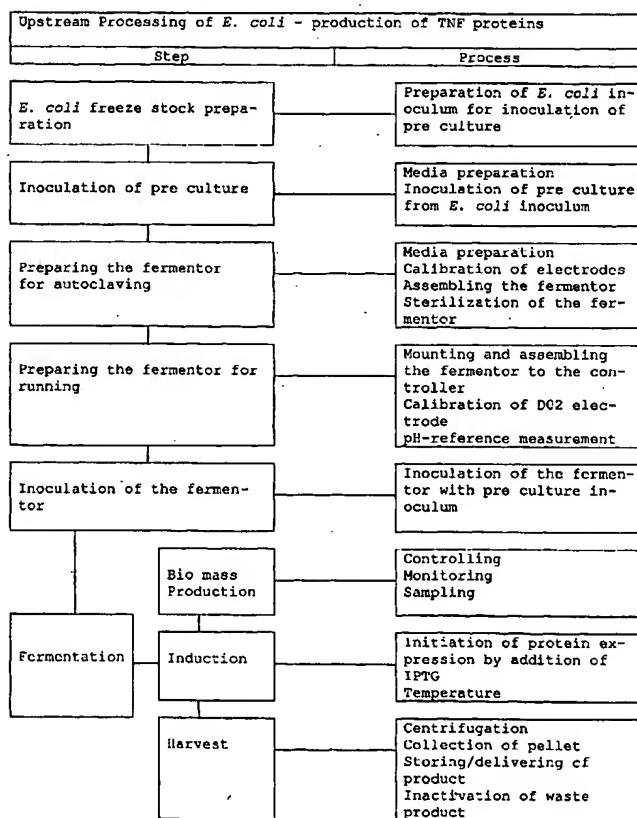 Upstream Processing of E. coli - production of TNF proteins
Step
Process
E. coli freeze stock prepa-
ration
Preparation of E. coli in-
oculum for inoculation of
pre culture
Inoculation of pre culture
Media preparation
Inoculation of pre culture
from E. coli inoculum
Preparing the fermentor
for autoclaving
Media preparation
Calibration of electrodes
Assembling the fermentor
Sterilization of the fer-
mentor
Preparing the fermentor for
running
Mounting and assembling
the fermentor to the con-
troller
Calibration of DO2 elec-
trode
pH-reference measurement
Inoculation of the fermen-
tor
Inoculation of the fermen-
tor with pre culture in-
oculum
Bio mass
Production
Controlling
Monitoring
Sampling
Fermentation
Induction
Initiation of protein ex-
pression by addition of
IPTG
Temperature
Harvest
Centrifugation
Collection of pellet
Storing/delivering of
product
Inactivation of waste
product